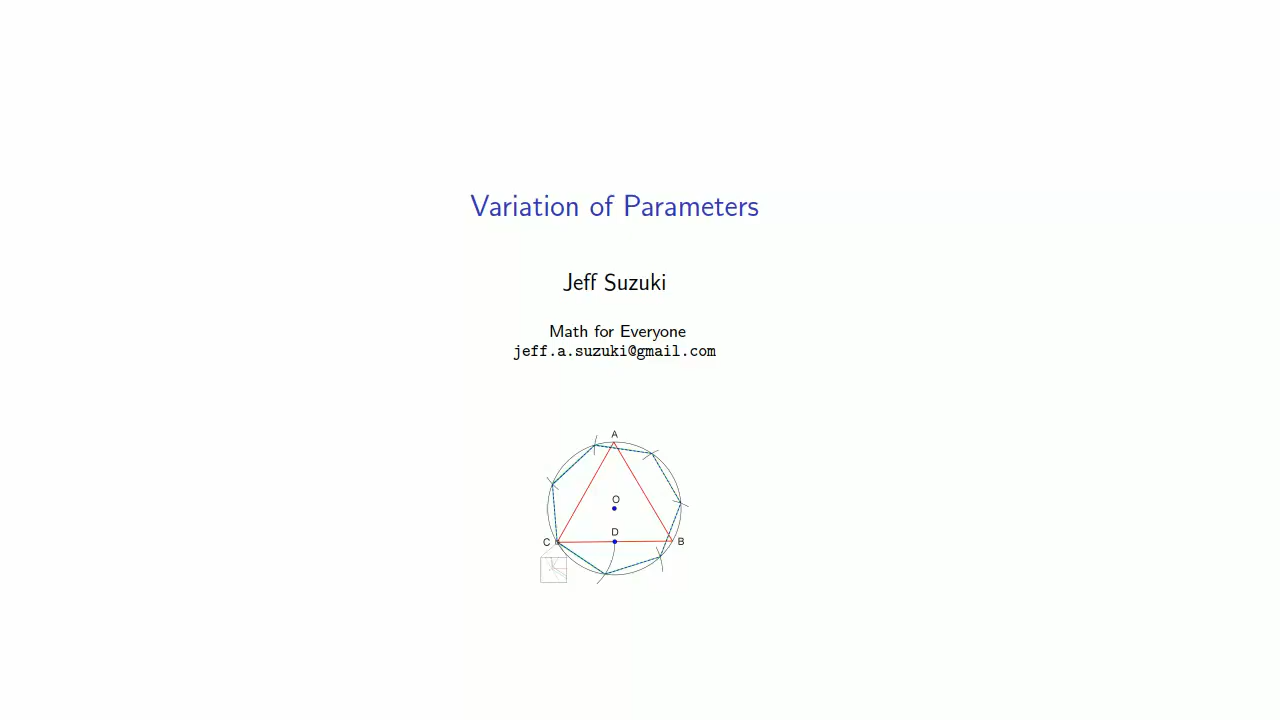 Variation of Parameters
Jeff Suzuki
Math for Everyone
jeff.a.suzuki@gmail.com
A
O
D
C
B